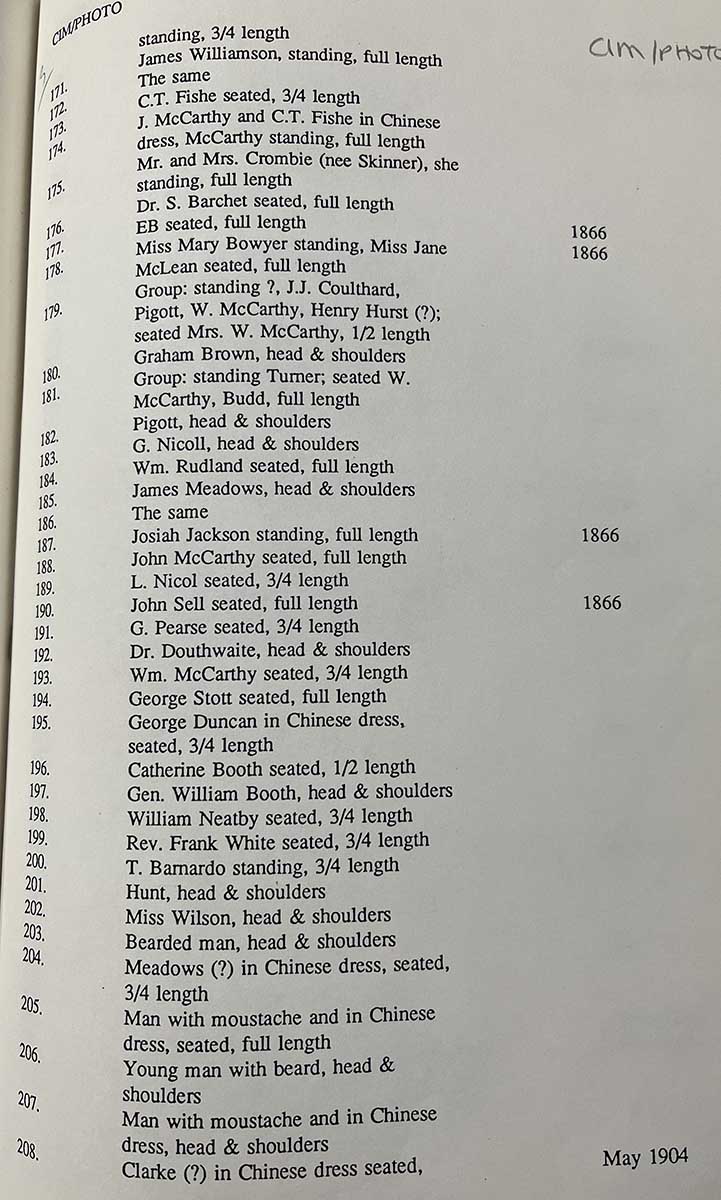 CIM/PHOTO
CIM/PHOTO
standing, 3/4 length
171. James Williamson, standing, full length
172. The same
173. C.T. Fishe seated, 3/4 length
174. J. McCarthy and C.T. Fishe in Chinese
dress, McCarthy standing, full length
175. Mr. and Mrs. Crombie (nee Skinner), she
standing, full length
176. Dr. S. Barchet seated, full length
177. EB seated, full length 1866
178. Miss Mary Bowyer standing, Miss Jane 1866
McLean seated, full length
179. Group: standing ?, J.J. Coulthard,
Pigott, W. McCarthy, Henry Hurst (?);
seated Mrs. W. McCarthy, 1/2 length
180. Graham Brown, head & shoulders
181. Group: standing Turner; seated W.
McCarthy, Budd, full length
182. Pigott, head & shoulders
183. G. Nicoll, head & shoulders
184. Wm. Rudland seated, full length
185. James Meadows, head & shoulders
186. The same
187. Josiah Jackson standing, full length 1866
188. John McCarthy seated, full length
189. L. Nicol seated, 3/4 length
190. John Sell seated, full length 1866
191. G. Pearse seated, 3/4 length
192. Dr. Douthwaite, head & shoulders
193. Wm. McCarthy seated, 3/4 length
194. George Stott seated, full length
195. George Duncan in Chinese dress,
seated, 3/4 length
196. Catherine Booth seated, 1/2 length
197. Gen. William Booth, head & shoulders
198. William Neatby seated, 3/4 length
199. Rev. Frank White seated, 3/4 length
200. T. Barnardo standing, 3/4 length
201. Hunt, head & shoulders
202. Miss Wilson, head & shoulders
203. Bearded man, head & shoulders
204. Meadows (?) in Chinese dress, seated,
3/4 length
205. Man with moustache and in Chinese
dress, seated, full length
206. Young man with beard, head &
shoulders
207. Man with moustache and in Chinese
dress, head & shoulders
208. Clarke (?) in Chinese dress seated, May 1904